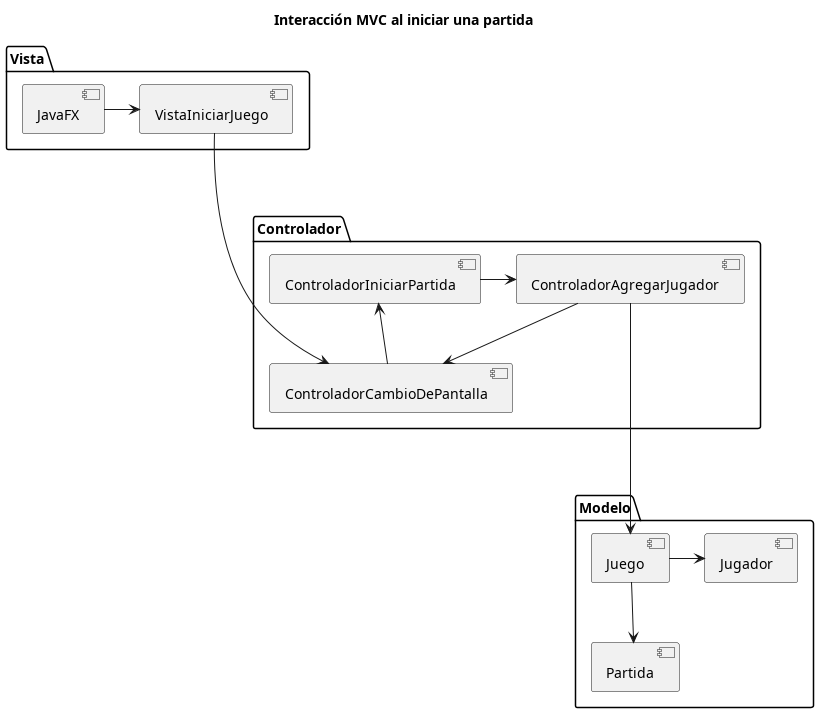 Interacción MVC al iniciar una partida
Vista
JavaFX
VistaIniciarJuego
Controlador
ControladorIniciarPartida
ControladorAgregarJugador
ControladorCambioDePantalla
Modelo
Juego
Jugador
Partida